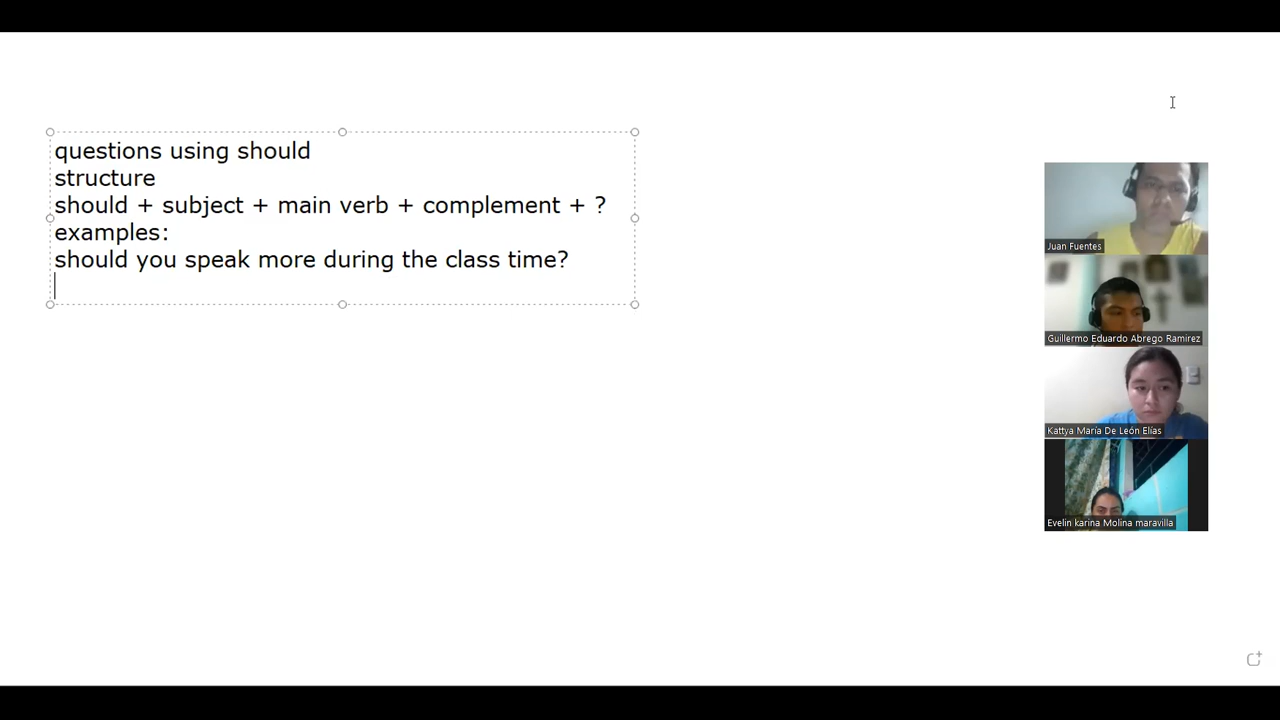 questions using should
structure
should + subject + main verb + complement + ?
examples:
should you speak more during the class time?
Juan Fuentes
Guillermo Eduardo Abrego Ramirez
Kattya María De León Elías
Evelin karina Molina maravilla